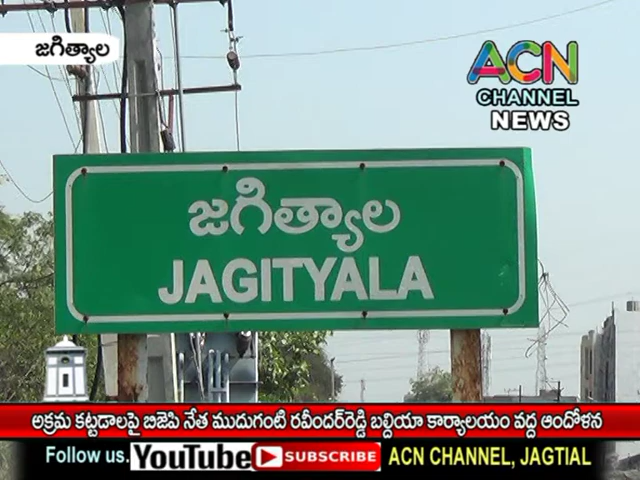 జగిత్యాల
ACN
CHANNEL
NEWS
జగిత్యాల
JAGITYALA
అక్రమ కట్టడాలపై బిజెపి నేత ముదుగంటి రవీందర్‌రెడ్డి బల్దియా కార్యాలయం వద్ద ఆందోళన
Follow us. YouTube SUBSCRIBE ACN CHANNEL, JAGTIAL